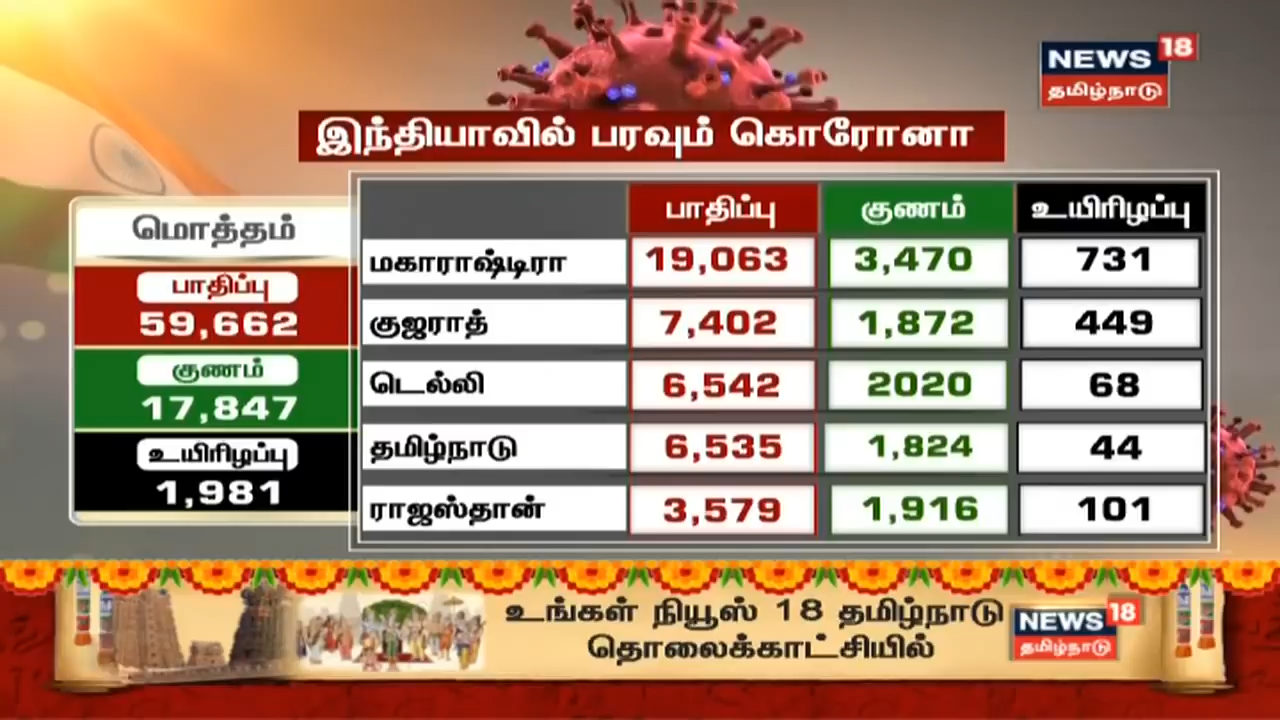 NEWS 18
தமிழ்நாடு
இந்தியாவில் பரவும் கொரோனா
மொத்தம்
பாதிப்பு
59,662
குணம்
17,847
உயிரிழப்பு
1,981
பாதிப்பு குணம் உயிரிழப்பு
மகாராஷ்டிரா 19,063 3,470 731
குஜராத் 7,402 1,872 449
டெல்லி 6,542 2020 68
தமிழ்நாடு 6,535 1,824 44
ராஜஸ்தான் 3,579 1,916 101
உங்கள் நியூஸ் 18 தமிழ்நாடு
தொலைக்காட்சியில்
NEWS 18
தமிழ்நாடு